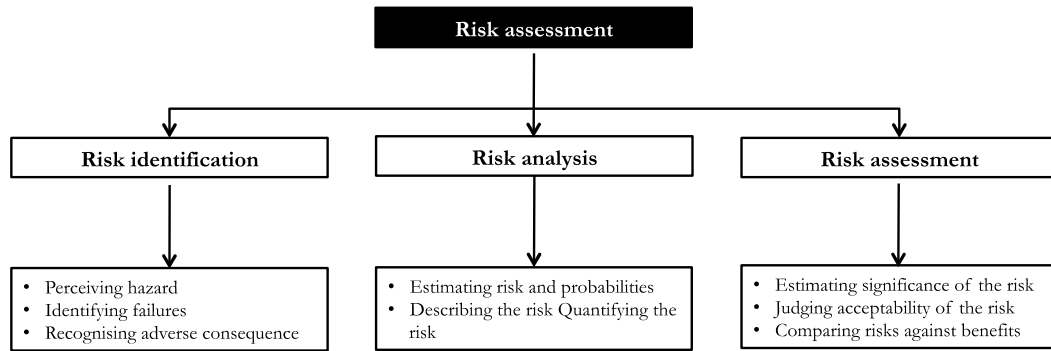 Risk assessment
Risk identification
Risk analysis
Risk assessment
• Perceiving hazard
• Identifying failures
• Recognising adverse consequence
• Estimating risk and probabilities
• Describing the risk Quantifying the
risk
• Estimating significance of the risk
• Judging acceptability of the risk
• Comparing risks against benefits